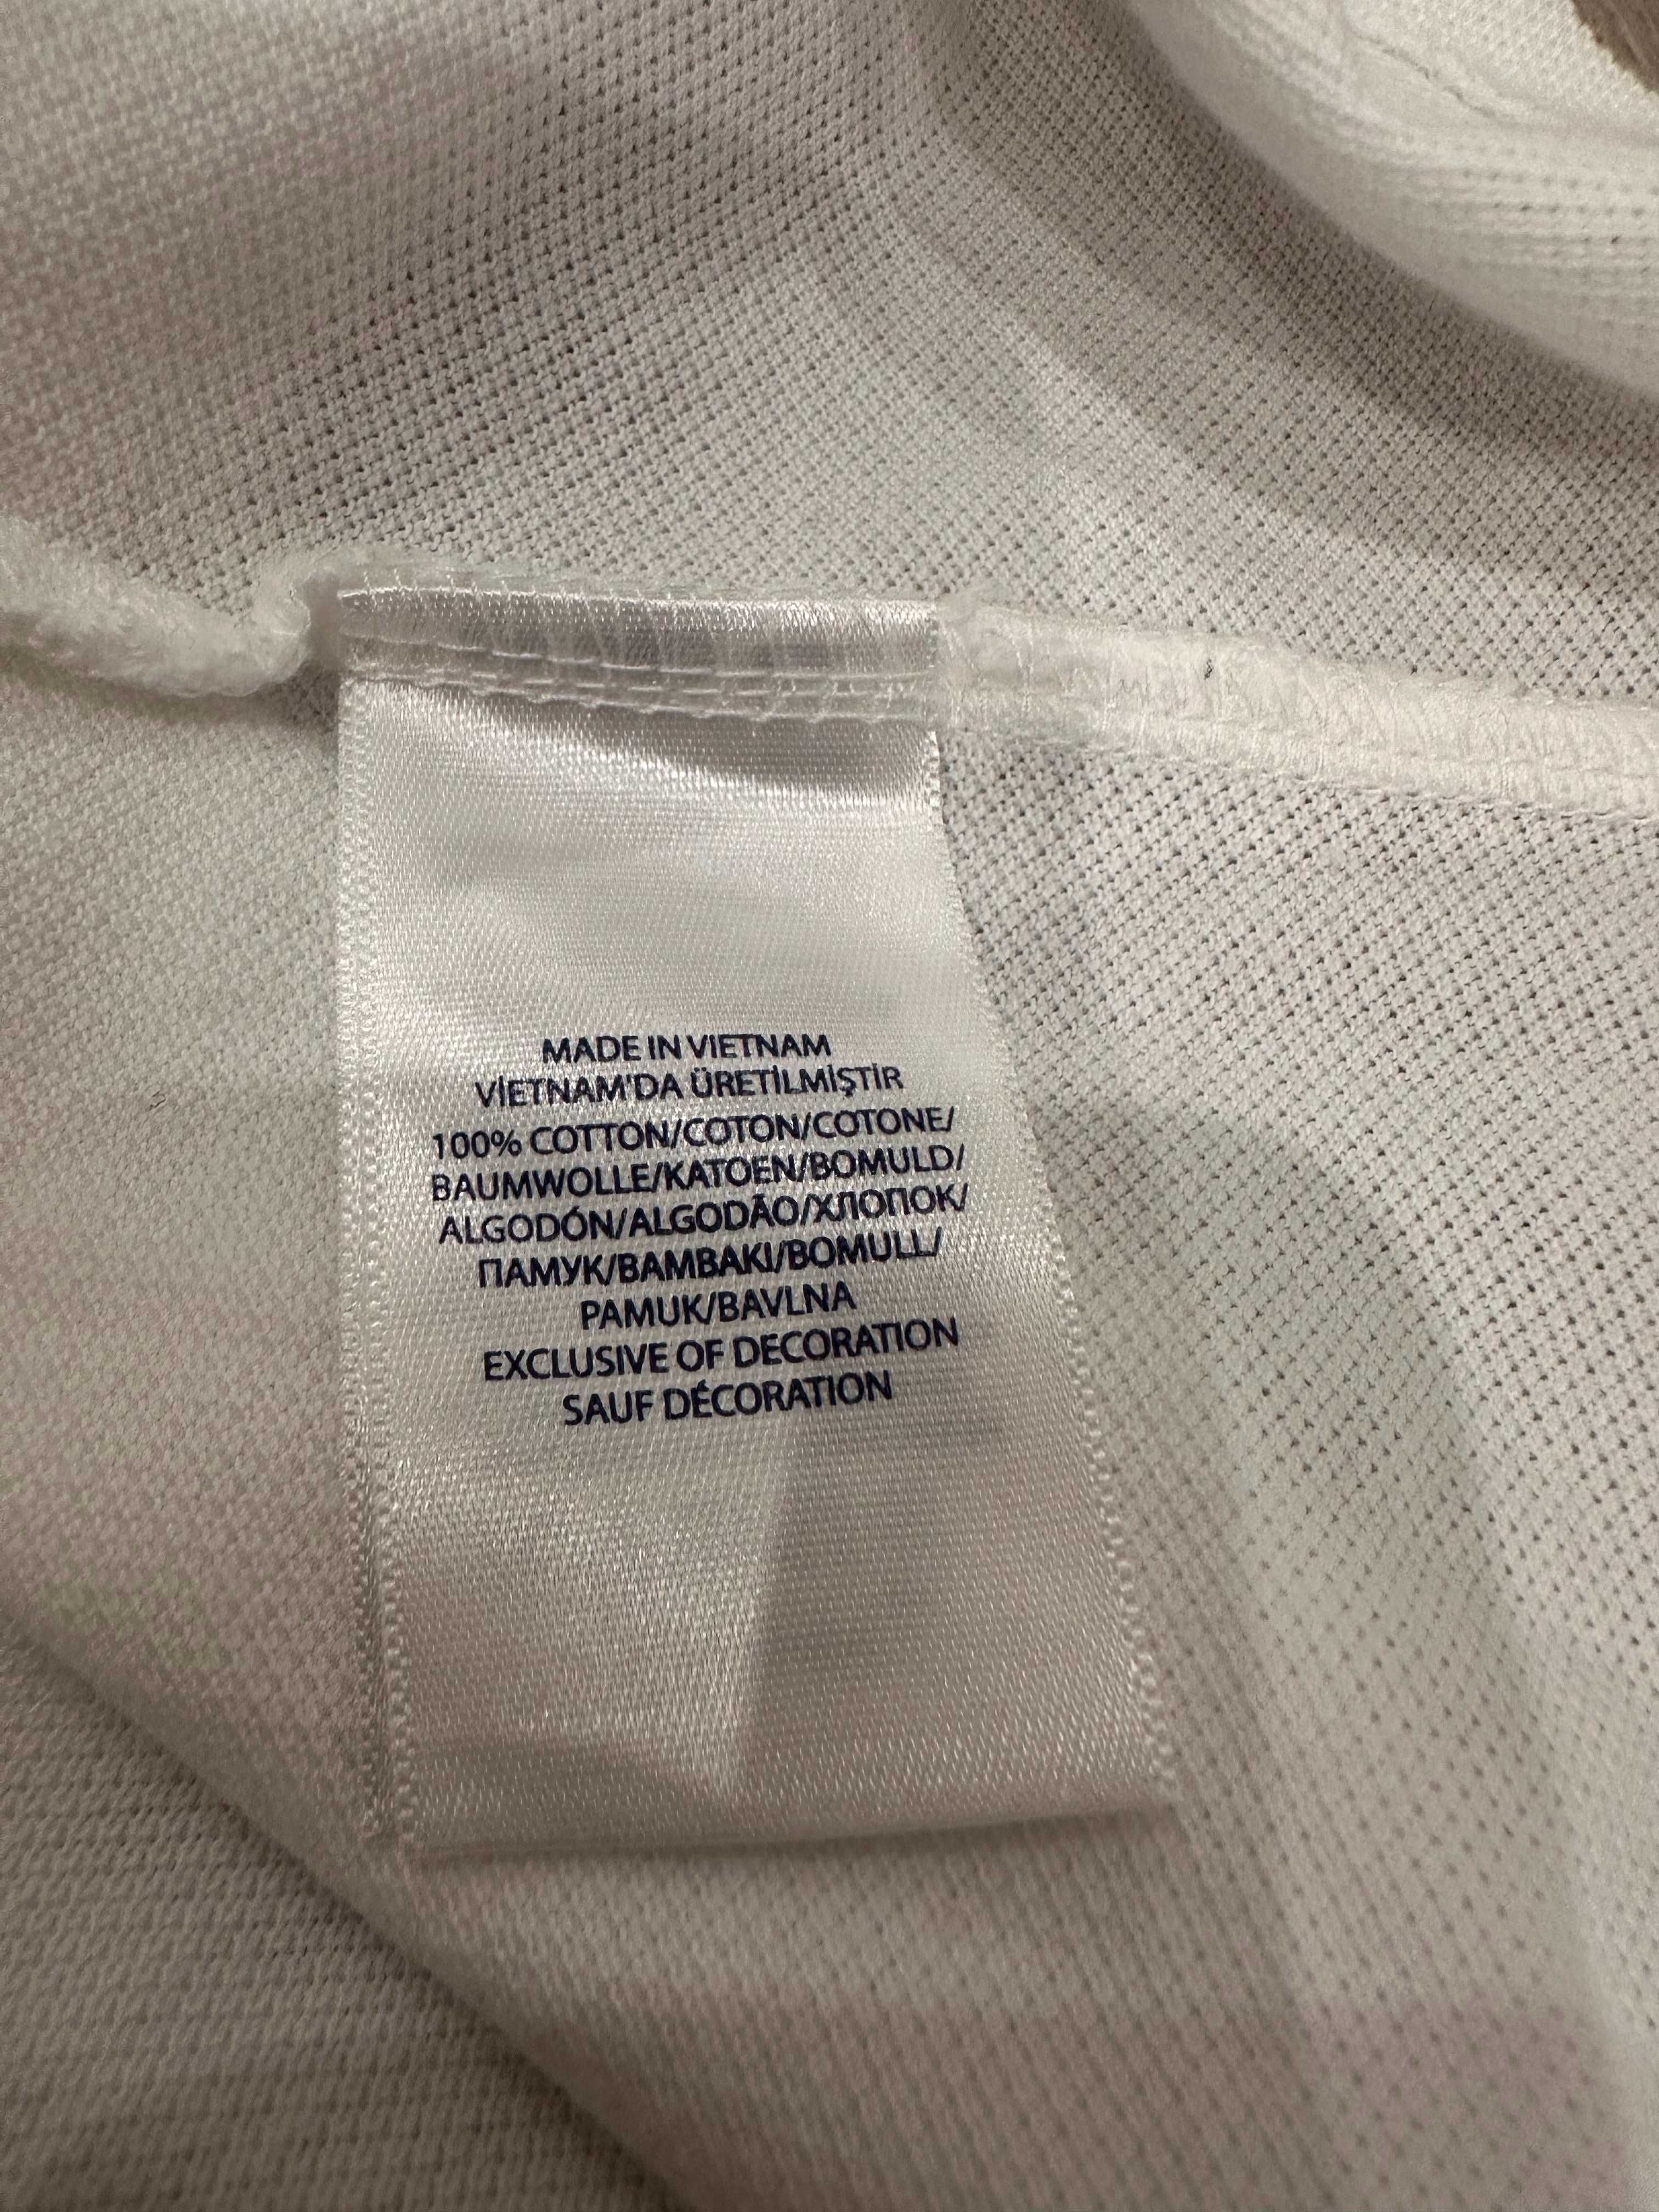 MADE IN VIETNAM
VİETNAM'DA ÜRETİLMİŞTİR
100% COTTON/COTON/COTONE/
BAUMWOLLE/KATOEN/BOMULD/
ALGODÓN/ALGODÃO/ХЛОПОК/
ПАМУК/BAMBAKI/BOMULL/
PAMUK/BAVLNA
EXCLUSIVE OF DECORATION
SAUF DÉCORATION